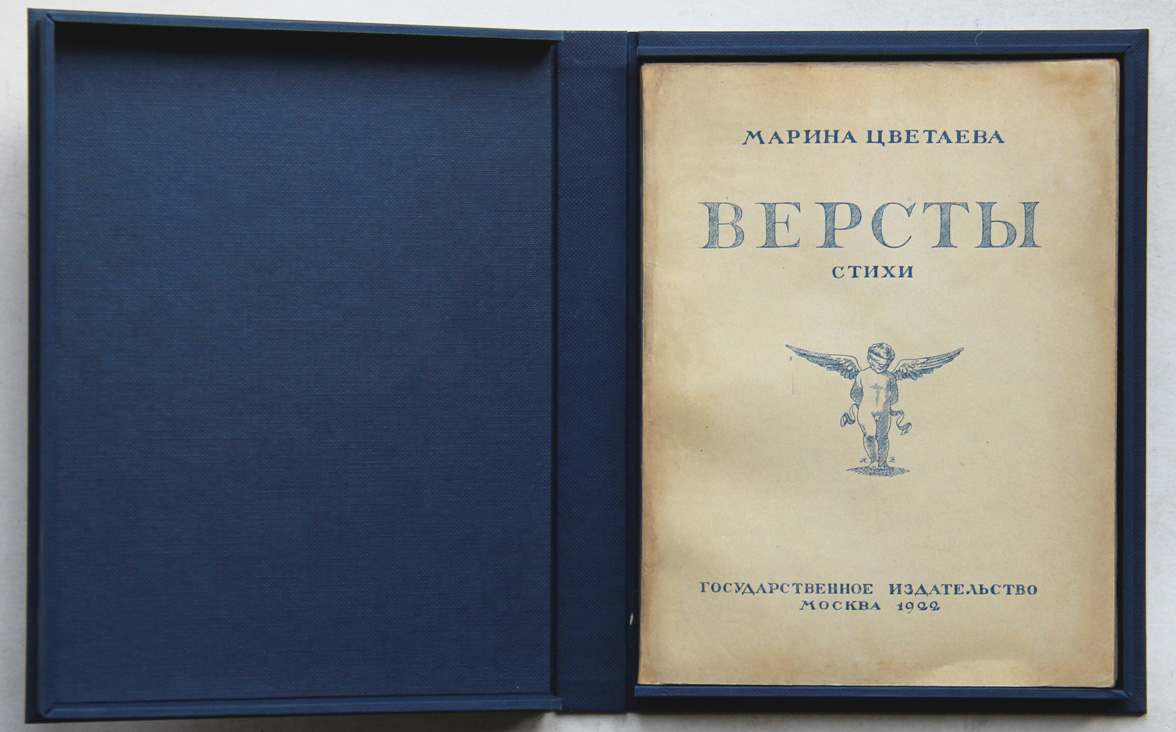 МАРИНА ЦВЕТАЕВА
ВЕРСТЫ
СТИХИ
ГОСУДАРСТВЕННОЕ ИЗДАТЕЛЬСТВО
МОСКВА 1922